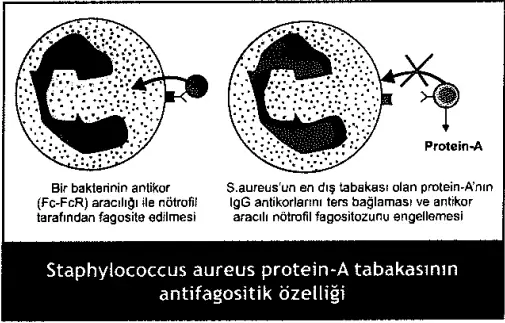 Protein-A
Bir bakterinin antikor
(Fc-FcR) aracılığı ile nötrofil
tarafından fagosite edilmesi
S.aureus'un en dış tabakası olan protein-A'nın
IgG antikorlarını ters bağlaması ve antikor
aracılı nötrofil fagositozunu engellemesi
Staphylococcus aureus protein-A tabakasının
antifagositik özelliği